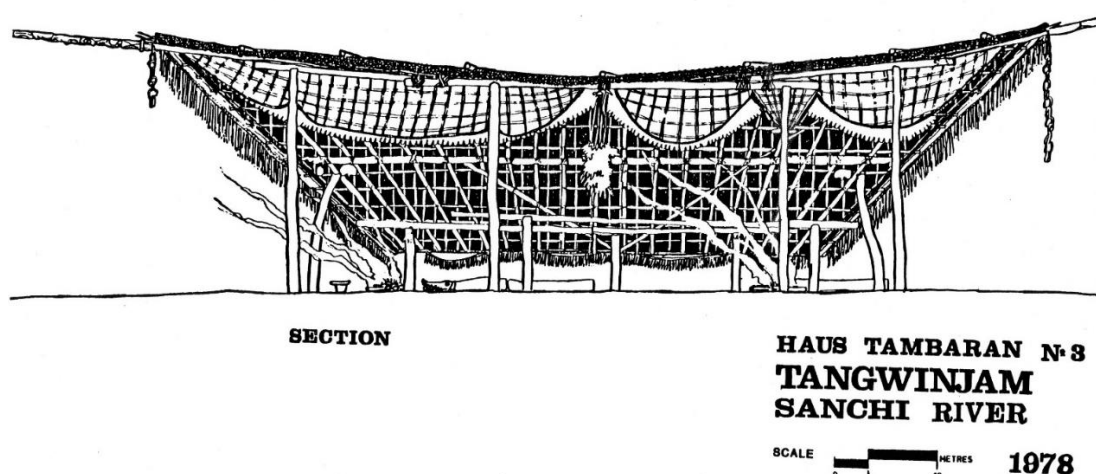 SECTION
HAUS TAMBARAN Nº 3
TANGWINJAM
SANCHI RIVER
SCALE METRES 1978